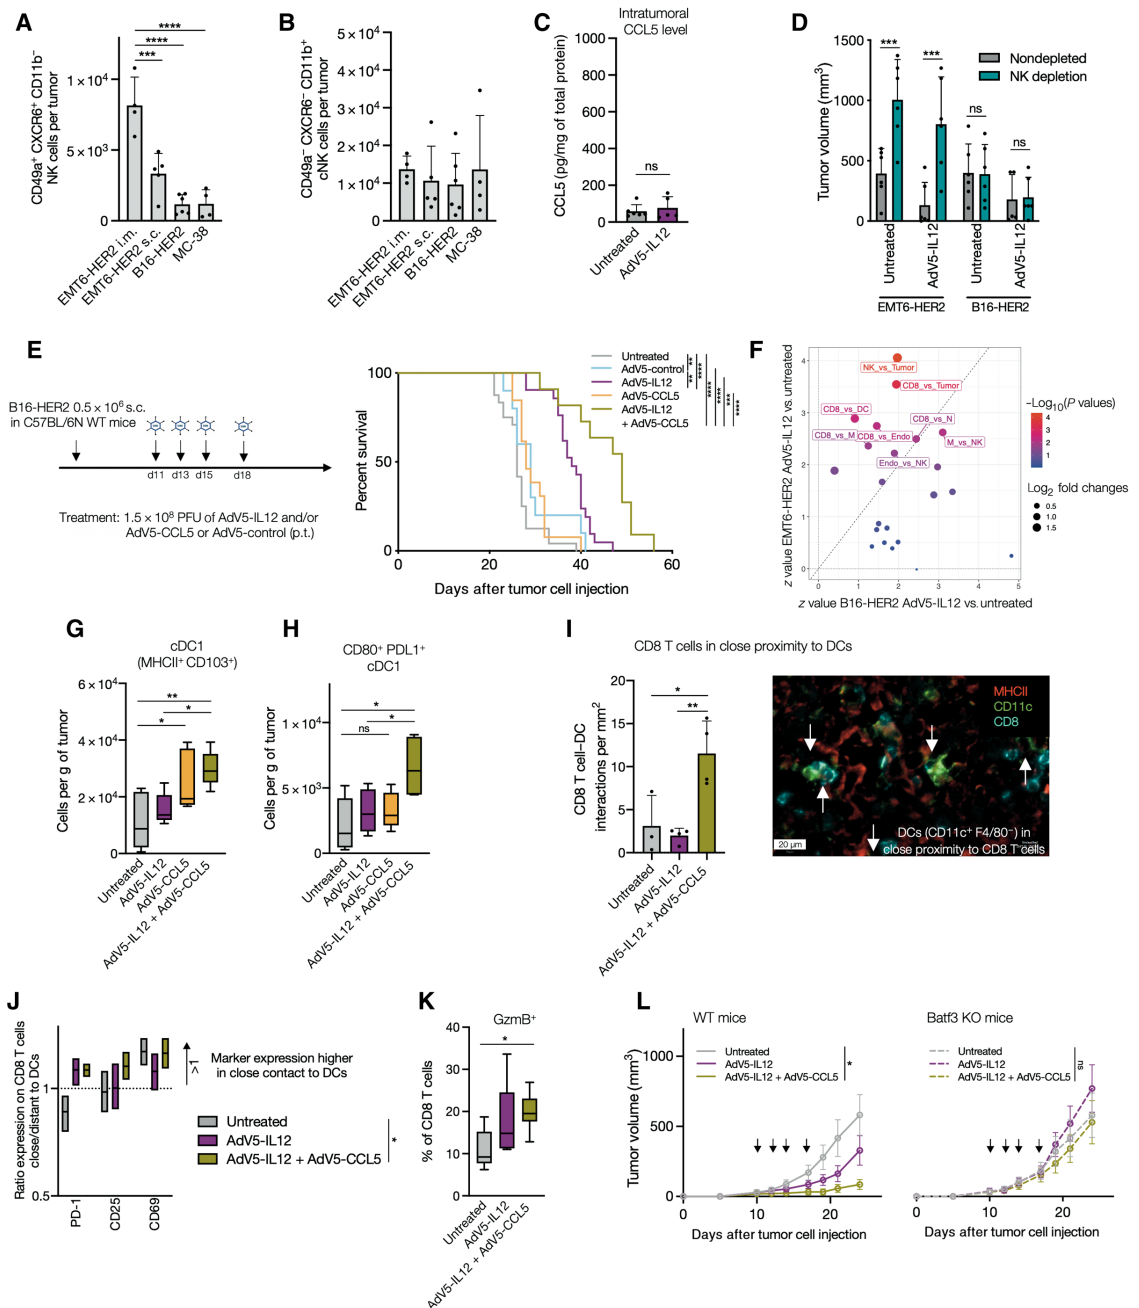 A
CD49a⁺ CXCR6⁺ CD11b⁻
NK cells per tumor
1 × 10⁴
5 × 10³
0
****
****
***
EMT6-HER2 i.m.
EMT6-HER2 s.c.
B16-HER2
MC-38
B
CD49a⁻ CXCR6⁻ CD11b⁺
cNK cells per tumor
5 × 10⁴
4 × 10⁴
3 × 10⁴
2 × 10⁴
1 × 10⁴
0
EMT6-HER2 i.m.
EMT6-HER2 s.c.
B16-HER2
MC-38
C
Intratumoral
CCL5 level
CCL5 (pg/mg of total protein)
1000
800
600
400
200
0
ns
Untreated
AdV5-IL12
D
Tumor volume (mm³)
1500
1000
500
0
***
***
ns
ns
Nondepleted
NK depletion
Untreated
AdV5-IL12
Untreated
AdV5-IL12
EMT6-HER2
B16-HER2
E
B16-HER2 0.5 × 10⁶ s.c.
in C57BL/6N WT mice
d11 d13 d15 d18
Treatment: 1.5 × 10⁸ PFU of AdV5-IL12 and/or
AdV5-CCL5 or AdV5-control (p.t.)
Percent survival
100
50
0
0 20 40 60
Days after tumor cell injection
Untreated
AdV5-control
AdV5-IL12
AdV5-CCL5
AdV5-IL12
+ AdV5-CCL5
**
**
****
****
****
***
****
F
z value EMT6-HER2 AdV5-IL12 vs. untreated
4
3
2
1
0
0 1 2 3 4 5
z value B16-HER2 AdV5-IL12 vs. untreated
NK_vs_Tumor
CD8_vs_Tumor
CD8_vs_DC
CD8_vs_N
CD8_vs_M
CD8_vs_Endo
M_vs_NK
Endo_vs_NK
−Log₁₀(P values)
4
3
2
1
Log₂ fold changes
0.5
1.0
1.5
G
cDC1
(MHCII⁺ CD103⁺)
Cells per g of tumor
6 × 10⁴
4 × 10⁴
2 × 10⁴
0
**
*
*
Untreated
AdV5-IL12
AdV5-CCL5
AdV5-IL12 + AdV5-CCL5
H
CD80⁺ PDL1⁺
cDC1
Cells per g of tumor
1 × 10⁴
5 × 10³
0
*
*
ns
Untreated
AdV5-IL12
AdV5-CCL5
AdV5-IL12 + AdV5-CCL5
I
CD8 T cells in close proximity to DCs
CD8 T cell–DC
interactions per mm²
20
15
10
5
0
*
**
Untreated
AdV5-IL12
AdV5-IL12 + AdV5-CCL5
MHCII
CD11c
CD8
20 µm
DCs (CD11c⁺ F4/80⁻) in
close proximity to CD8 T cells
J
Ratio expression on CD8 T cells
close/distant to DCs
1
0.5
PD-1
CD25
CD69
>1
Marker expression higher
in close contact to DCs
Untreated
AdV5-IL12
AdV5-IL12 + AdV5-CCL5
*
K
GzmB⁺
% of CD8 T cells
40
30
20
10
0
*
Untreated
AdV5-IL12
AdV5-IL12 + AdV5-CCL5
L
WT mice
Tumor volume (mm³)
1000
500
0
Untreated
AdV5-IL12
AdV5-IL12 + AdV5-CCL5
*
0 10 20
Days after tumor cell injection
Batf3 KO mice
Untreated
AdV5-IL12
AdV5-IL12 + AdV5-CCL5
ns
0 10 20
Days after tumor cell injection